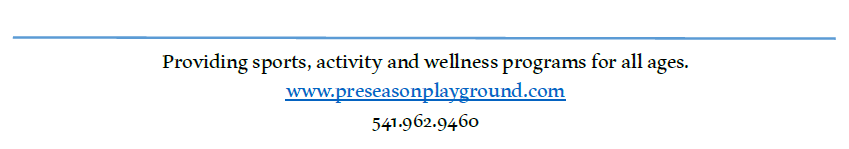 Providing sports, activity and wellness programs for all ages.
www.preseasonplayground.com
541.962.9460